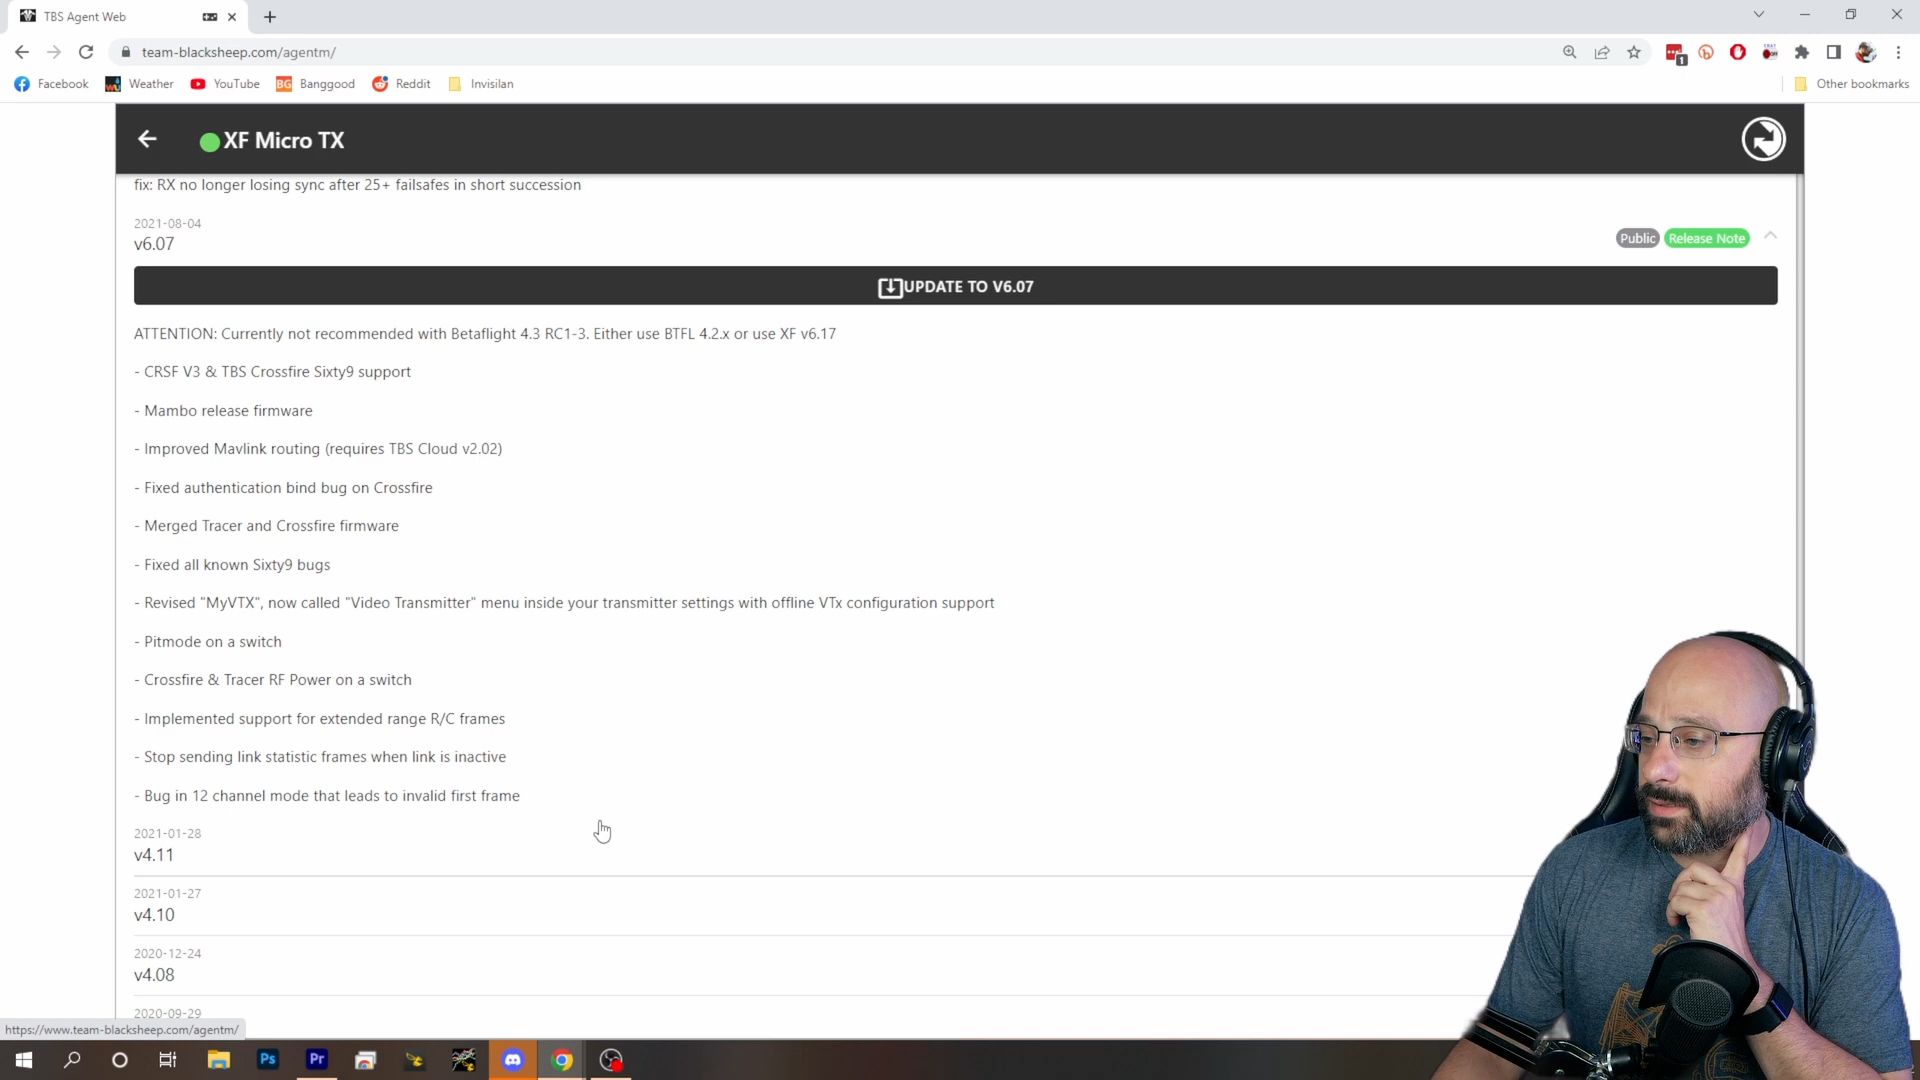 TBS Agent Web
team-blacksheep.com/agentm/
1
Facebook
Weather
YouTube
BG Banggood
Reddit
Invisilan
Other bookmarks
XF Micro TX
fix: RX no longer losing sync after 25+ failsafes in short succession
2021-08-04
v6.07
Public
Release Note
UPDATE TO V6.07
ATTENTION: Currently not recommended with Betaflight 4.3 RC1-3. Either use BTFL 4.2.x or use XF v6.17
- CRSF V3 & TBS Crossfire Sixty9 support
- Mambo release firmware
- Improved Mavlink routing (requires TBS Cloud v2.02)
- Fixed authentication bind bug on Crossfire
- Merged Tracer and Crossfire firmware
- Fixed all known Sixty9 bugs
- Revised "MyVTX", now called "Video Transmitter" menu inside your transmitter settings with offline VTx configuration support
- Pitmode on a switch
- Crossfire & Tracer RF Power on a switch
- Implemented support for extended range R/C frames
- Stop sending link statistic frames when link is inactive
- Bug in 12 channel mode that leads to invalid first frame
2021-01-28
v4.11
2021-01-27
v4.10
2020-12-24
v4.08
2020-09-29
https://www.team-blacksheep.com/agentm/
Ps
Pr